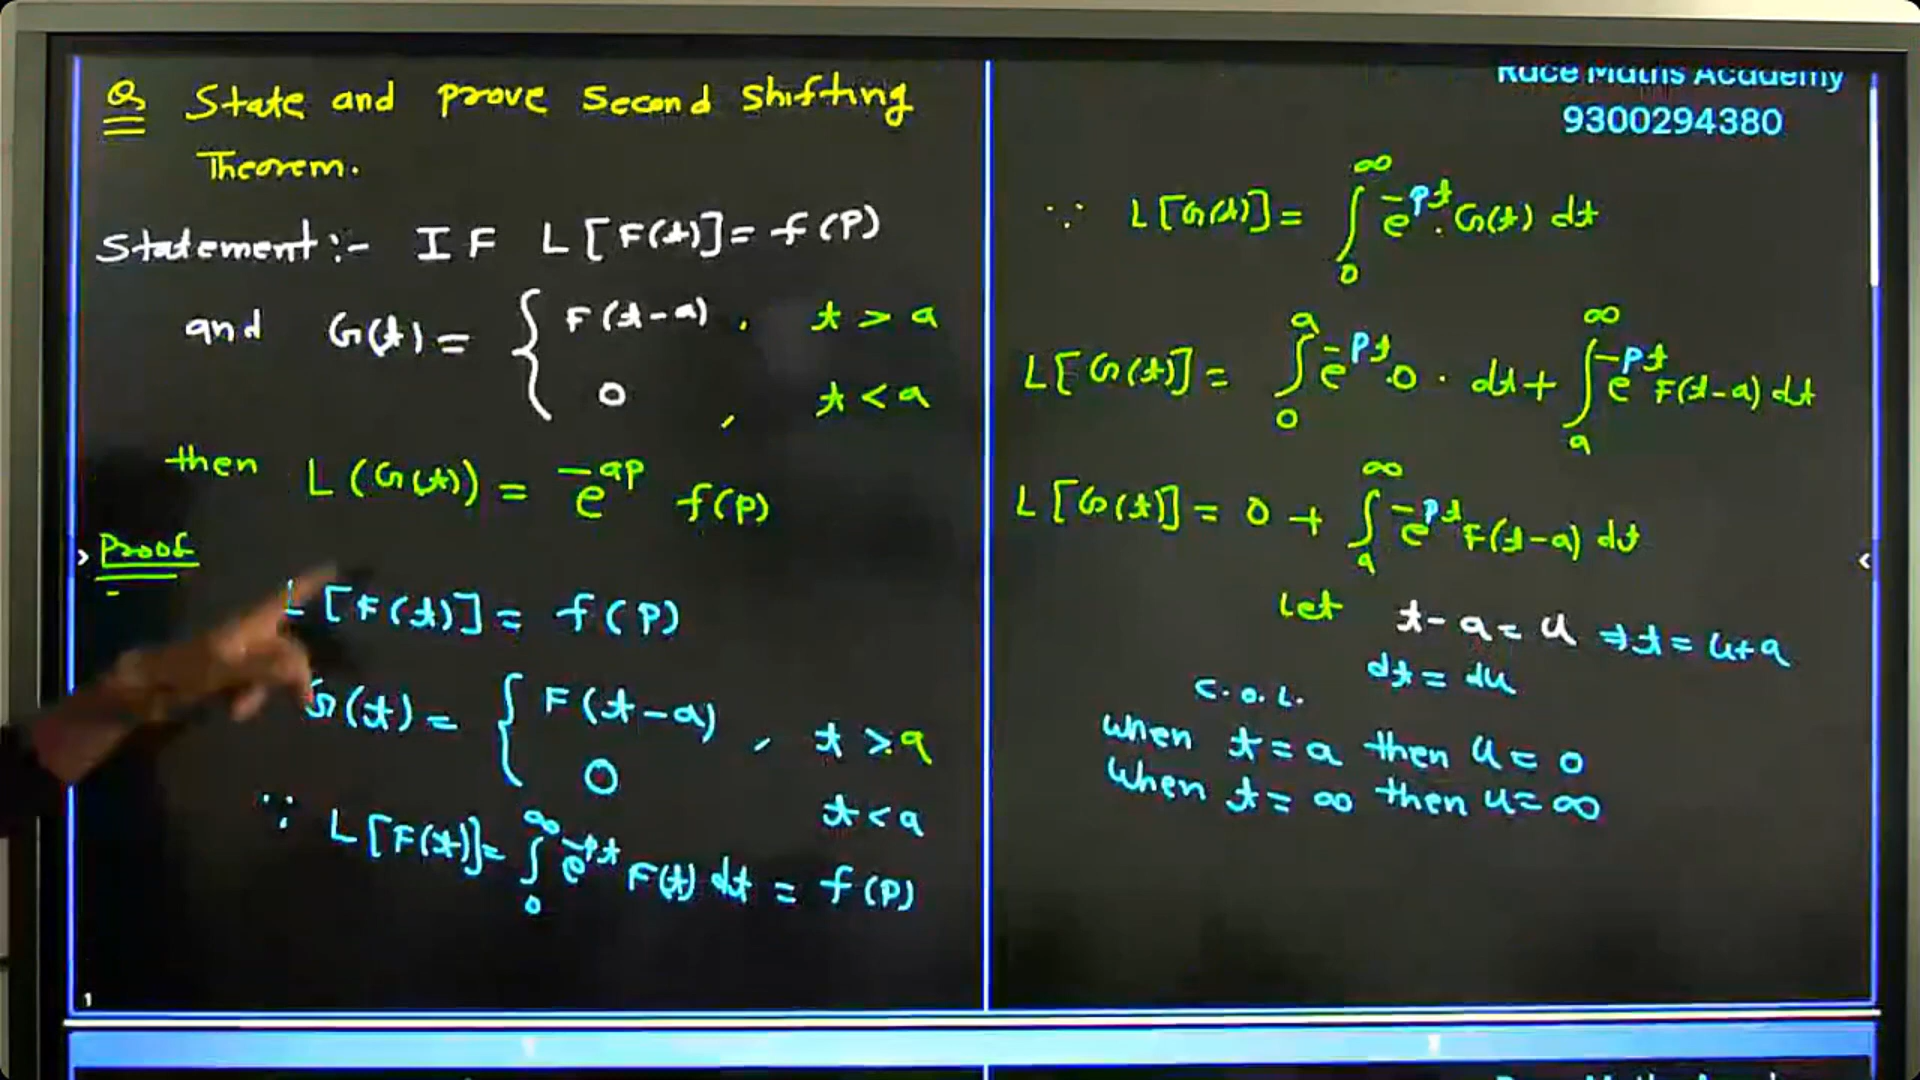 Q State and prove Second Shifting
Theorem.
Statement:- IF L[F(t)] = f(p)
and G(t) = { F(t-a), t > a
0, t < a
then L(G(t)) = e^-ap f(p)
Proof
L[F(t)] = f(p)
G(t) = { F(t-a), t > a
0
t < a
∵ L[F(t)] = ∫₀^∞ e^-pt F(t) dt = f(p)
1
Race Maths Academy
9300294380
∵ L[G(t)] = ∫₀^∞ e^-pt . G(t) dt
L[G(t)] = ∫₀^a e^-pt . 0 . dt + ∫ₐ^∞ e^-pt F(t-a) dt
L[G(t)] = 0 + ∫ₐ^∞ e^-pt F(t-a) dt
Let t-a = u ⇒ t = u+a
dt = du
C.O.L.
when t = a then u = 0
when t = ∞ then u = ∞